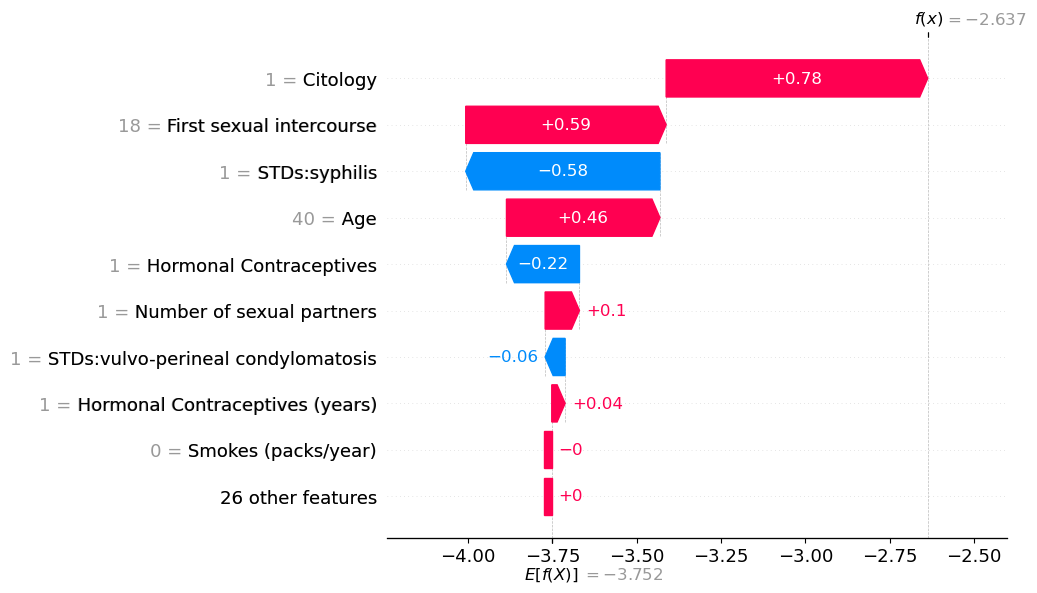 f(x) = −2.637
1 = Citology
+0.78
18 = First sexual intercourse
+0.59
1 = STDs:syphilis
−0.58
40 = Age
+0.46
1 = Hormonal Contraceptives
−0.22
1 = Number of sexual partners
+0.1
1 = STDs:vulvo-perineal condylomatosis
−0.06
1 = Hormonal Contraceptives (years)
+0.04
0 = Smokes (packs/year)
−0
26 other features
+0
−4.00 −3.75 −3.50 −3.25 −3.00 −2.75 −2.50
E[f(X)] = −3.752